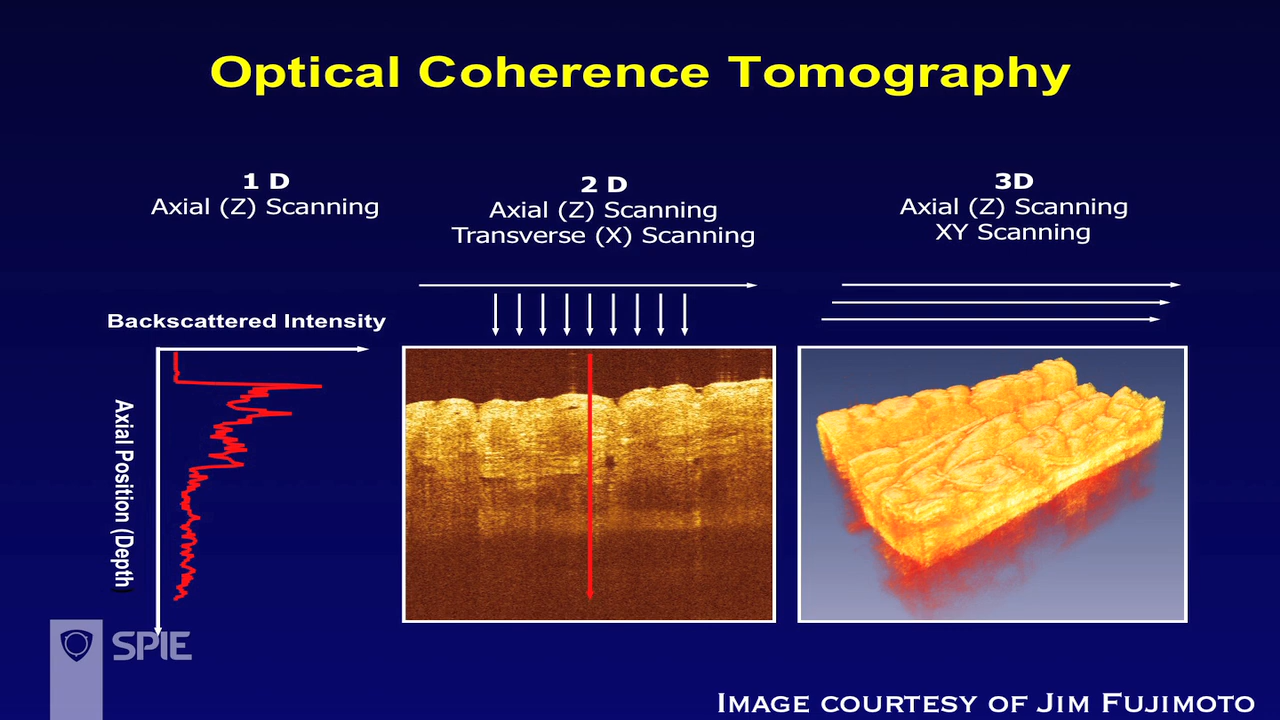 Optical Coherence Tomography
1 D
Axial (Z) Scanning
2 D
Axial (Z) Scanning
Transverse (X) Scanning
3D
Axial (Z) Scanning
XY Scanning
Backscattered Intensity
Axial Position (Depth)
SPIE
Image courtesy of Jim Fujimoto